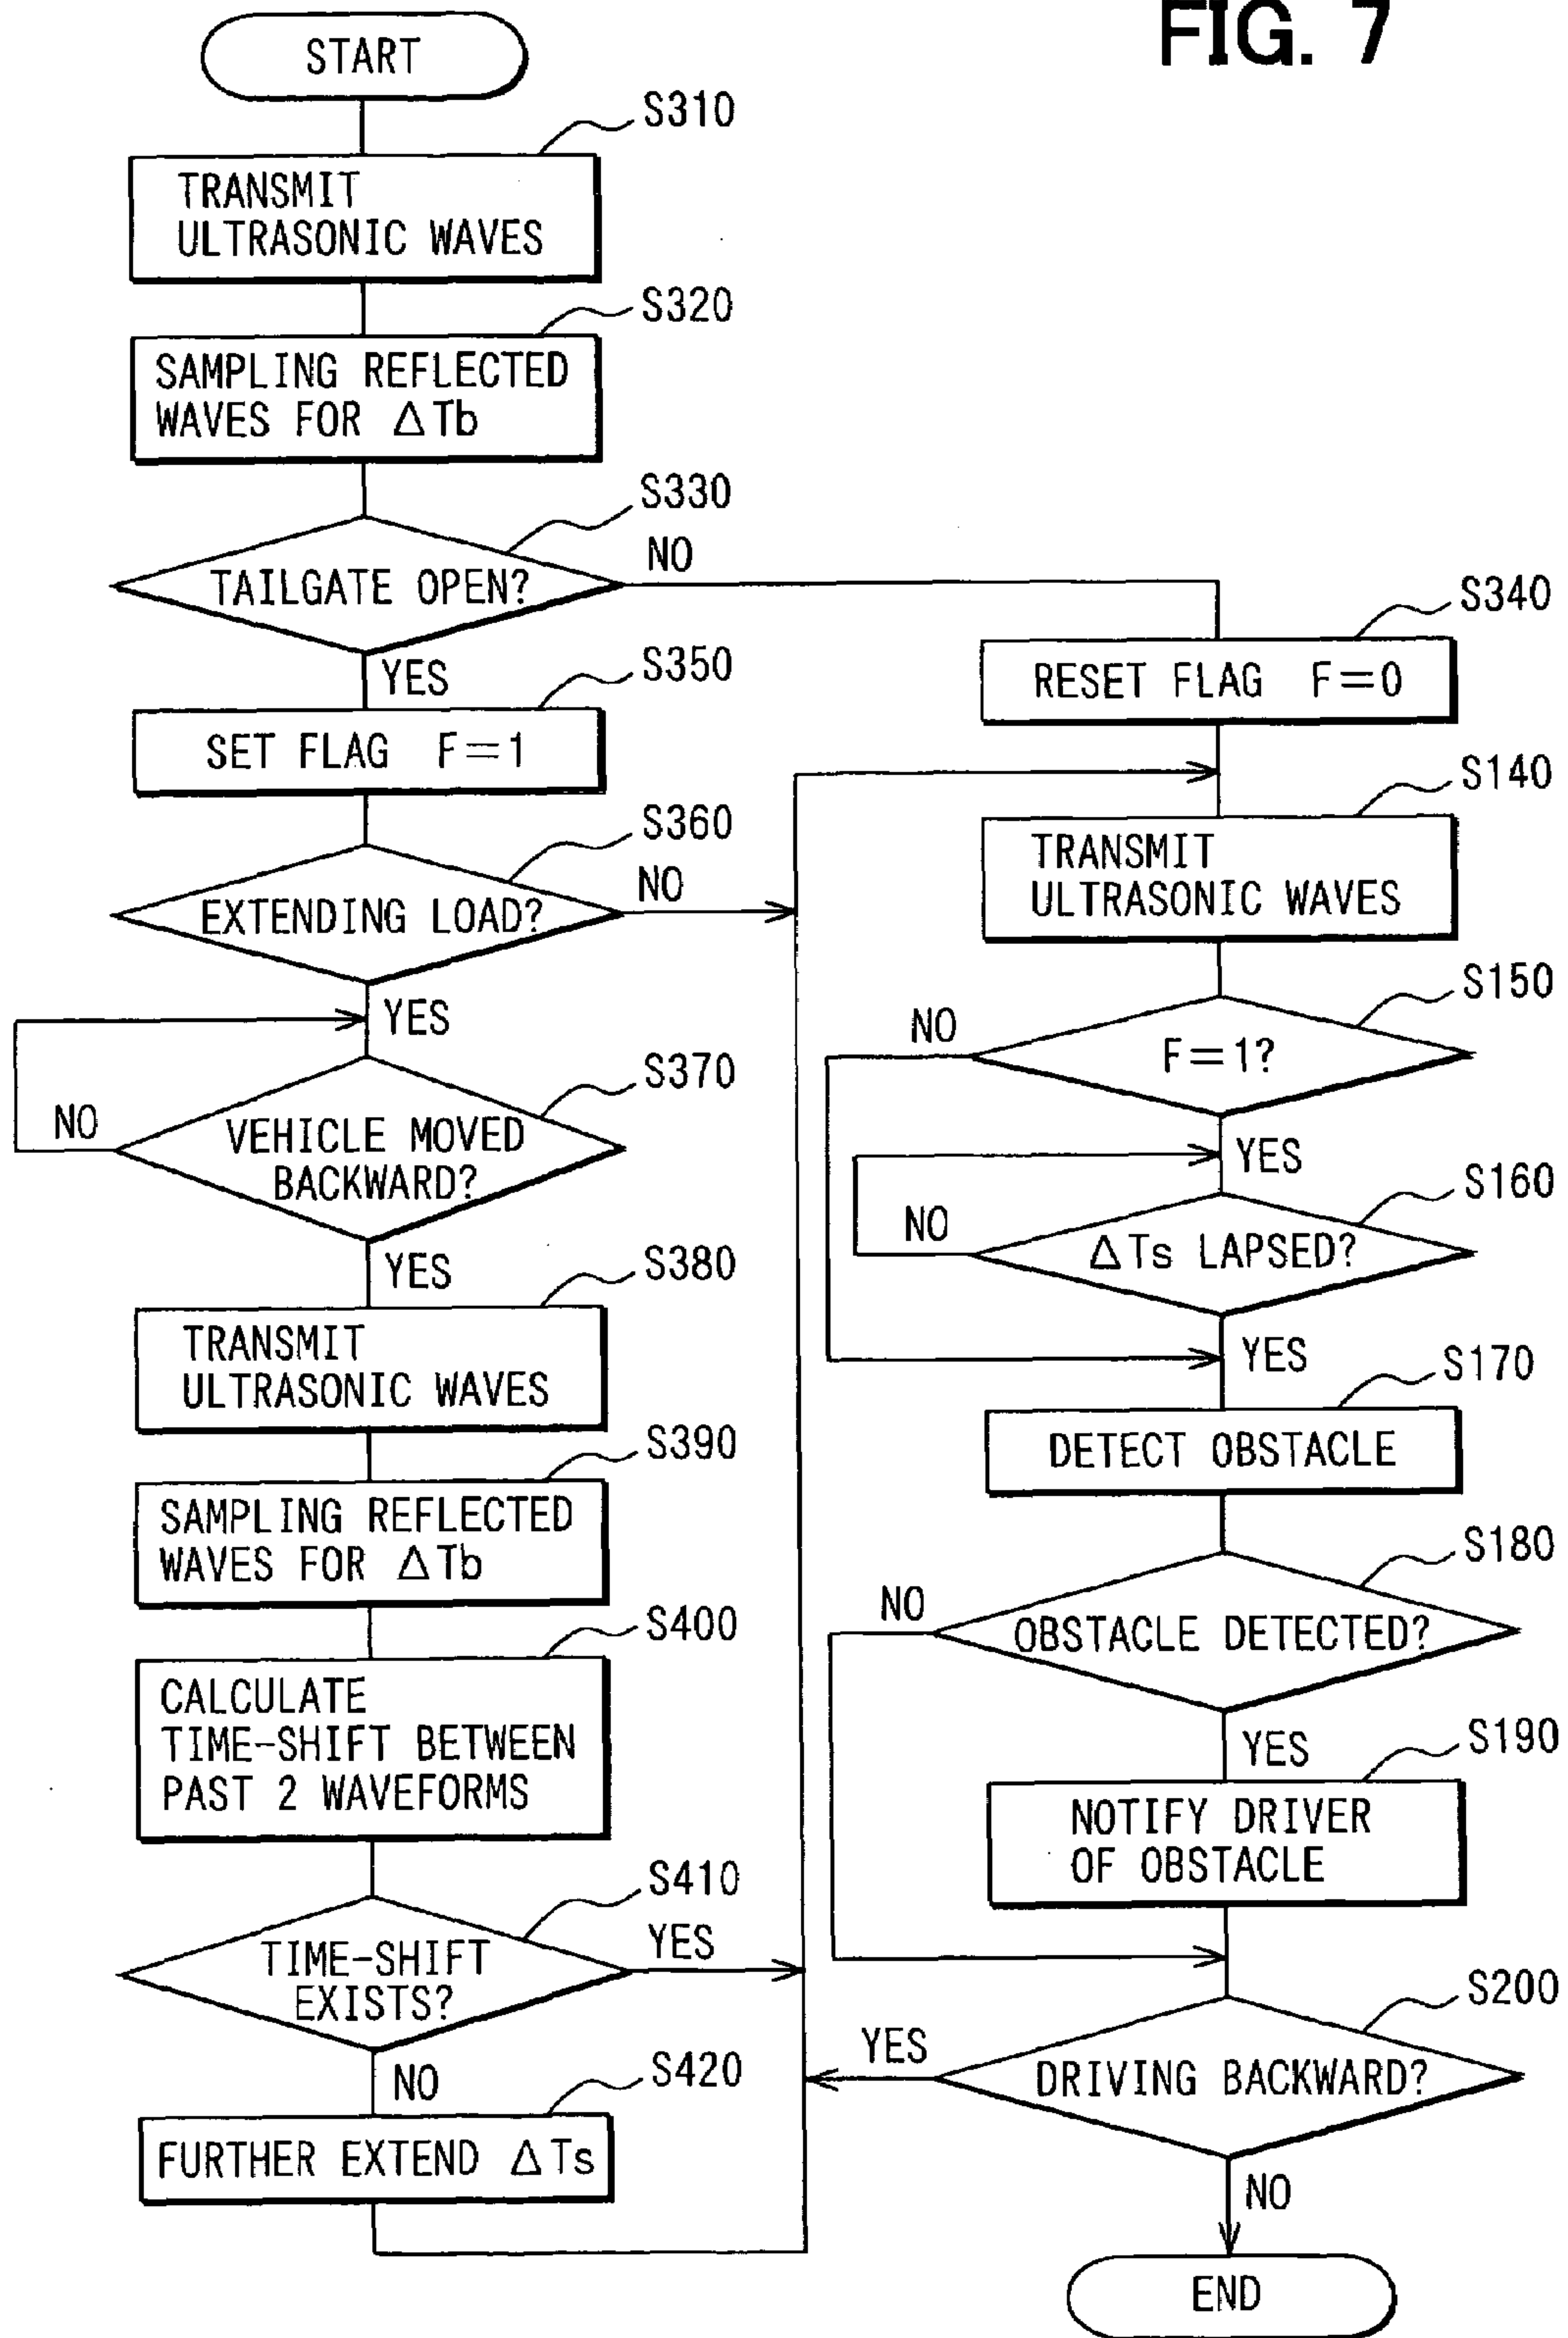 FIG. 7
START
S310
TRANSMIT
ULTRASONIC WAVES
S320
SAMPLING REFLECTED
WAVES FOR ΔTb
S330
TAILGATE OPEN?
NO
YES
S350
SET FLAG F=1
S360
EXTENDING LOAD?
NO
YES
S370
VEHICLE MOVED
BACKWARD?
NO
YES
S380
TRANSMIT
ULTRASONIC WAVES
S390
SAMPLING REFLECTED
WAVES FOR ΔTb
S400
CALCULATE
TIME-SHIFT BETWEEN
PAST 2 WAVEFORMS
S410
TIME-SHIFT
EXISTS?
YES
NO
S420
FURTHER EXTEND ΔTs
S340
RESET FLAG F=0
S140
TRANSMIT
ULTRASONIC WAVES
S150
NO
F=1?
YES
S160
NO
ΔTs LAPSED?
YES
S170
DETECT OBSTACLE
S180
NO
OBSTACLE DETECTED?
YES
S190
NOTIFY DRIVER
OF OBSTACLE
S200
YES
DRIVING BACKWARD?
NO
END